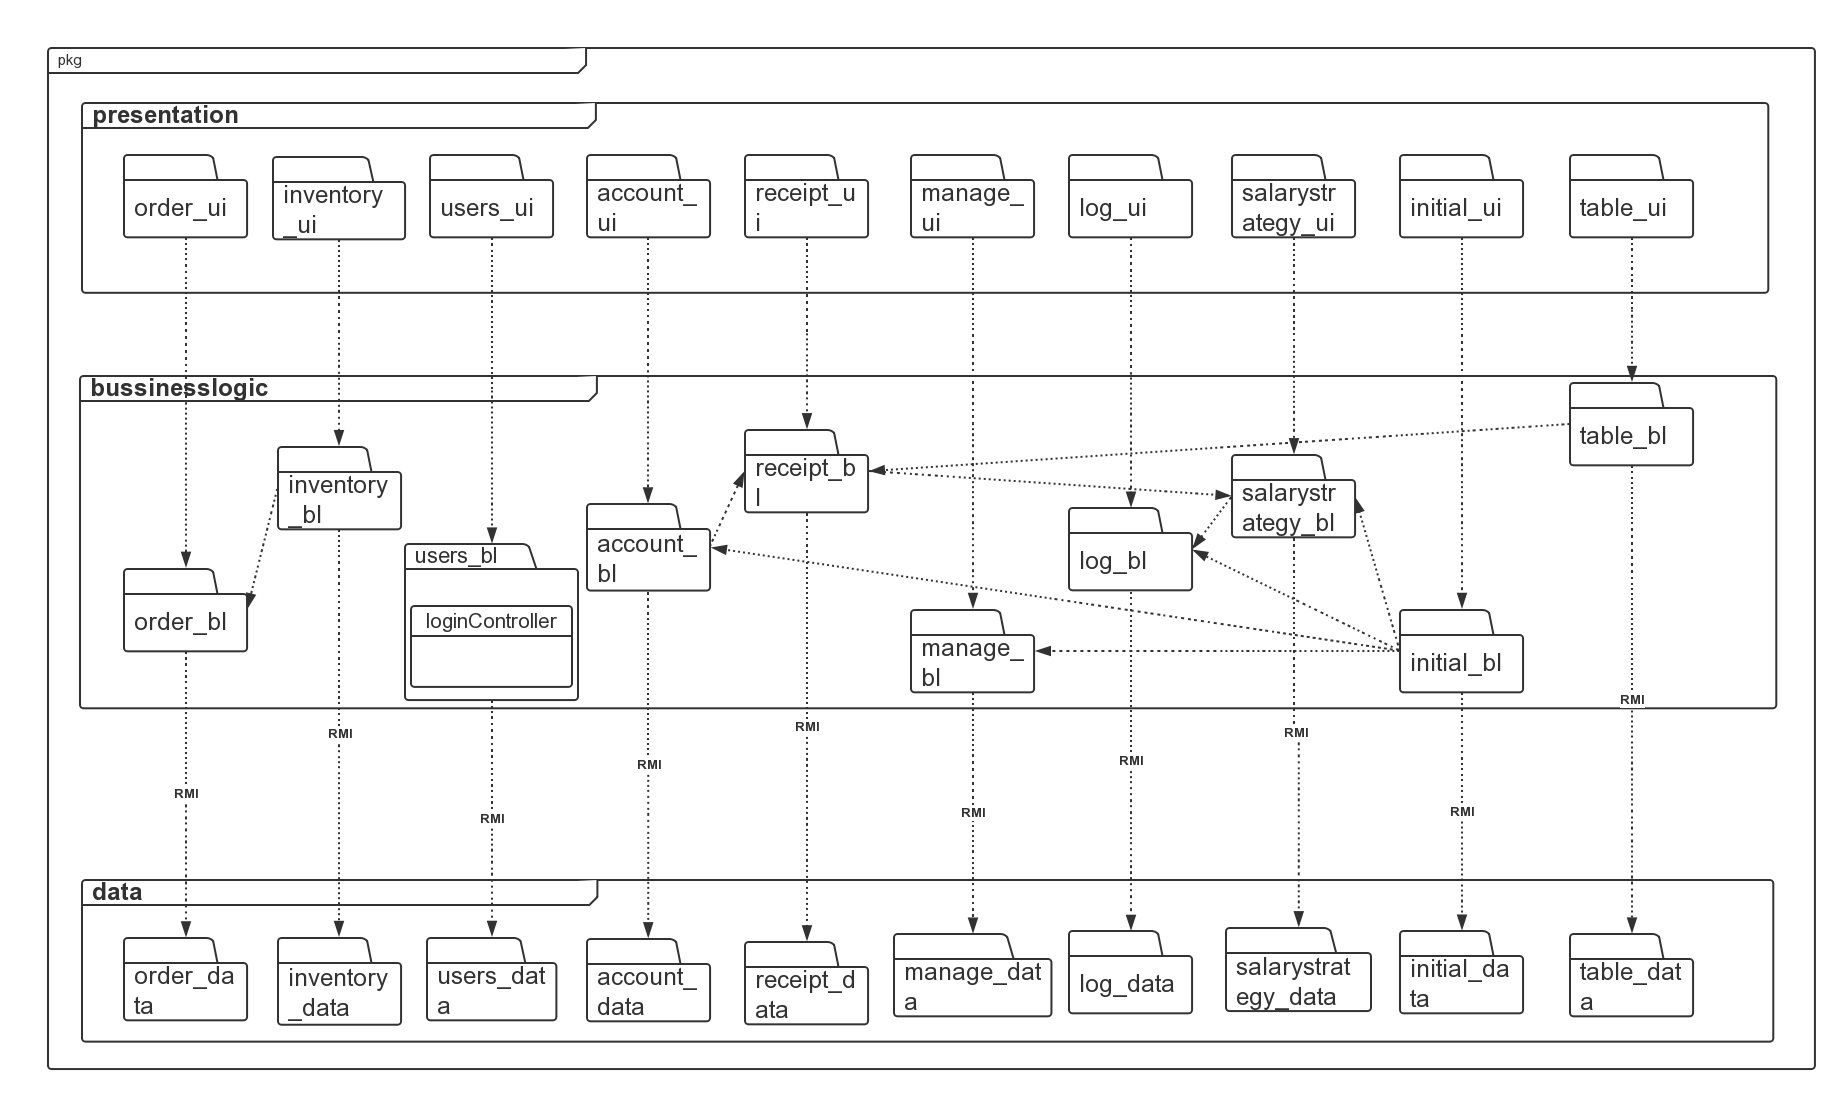 pkg
presentation
order_ui
inventory
_ui
users_ui
account_
ui
receipt_u
i
manage_
ui
log_ui
salarystr
ategy_ui
initial_ui
table_ui
bussinesslogic
table_bl
receipt_b
l
inventory
_bl
salarystr
ategy_bl
account_
bl
users_bl
log_bl
order_bl
loginController
manage_
bl
initial_bl
RMI
RMI
RMI
RMI
RMI
RMI
RMI
RMI
RMI
RMI
data
order_da
ta
inventory
_data
users_dat
a
account_
data
receipt_d
ata
manage_dat
a
log_data
salarystrat
egy_data
initial_da
ta
table_dat
a